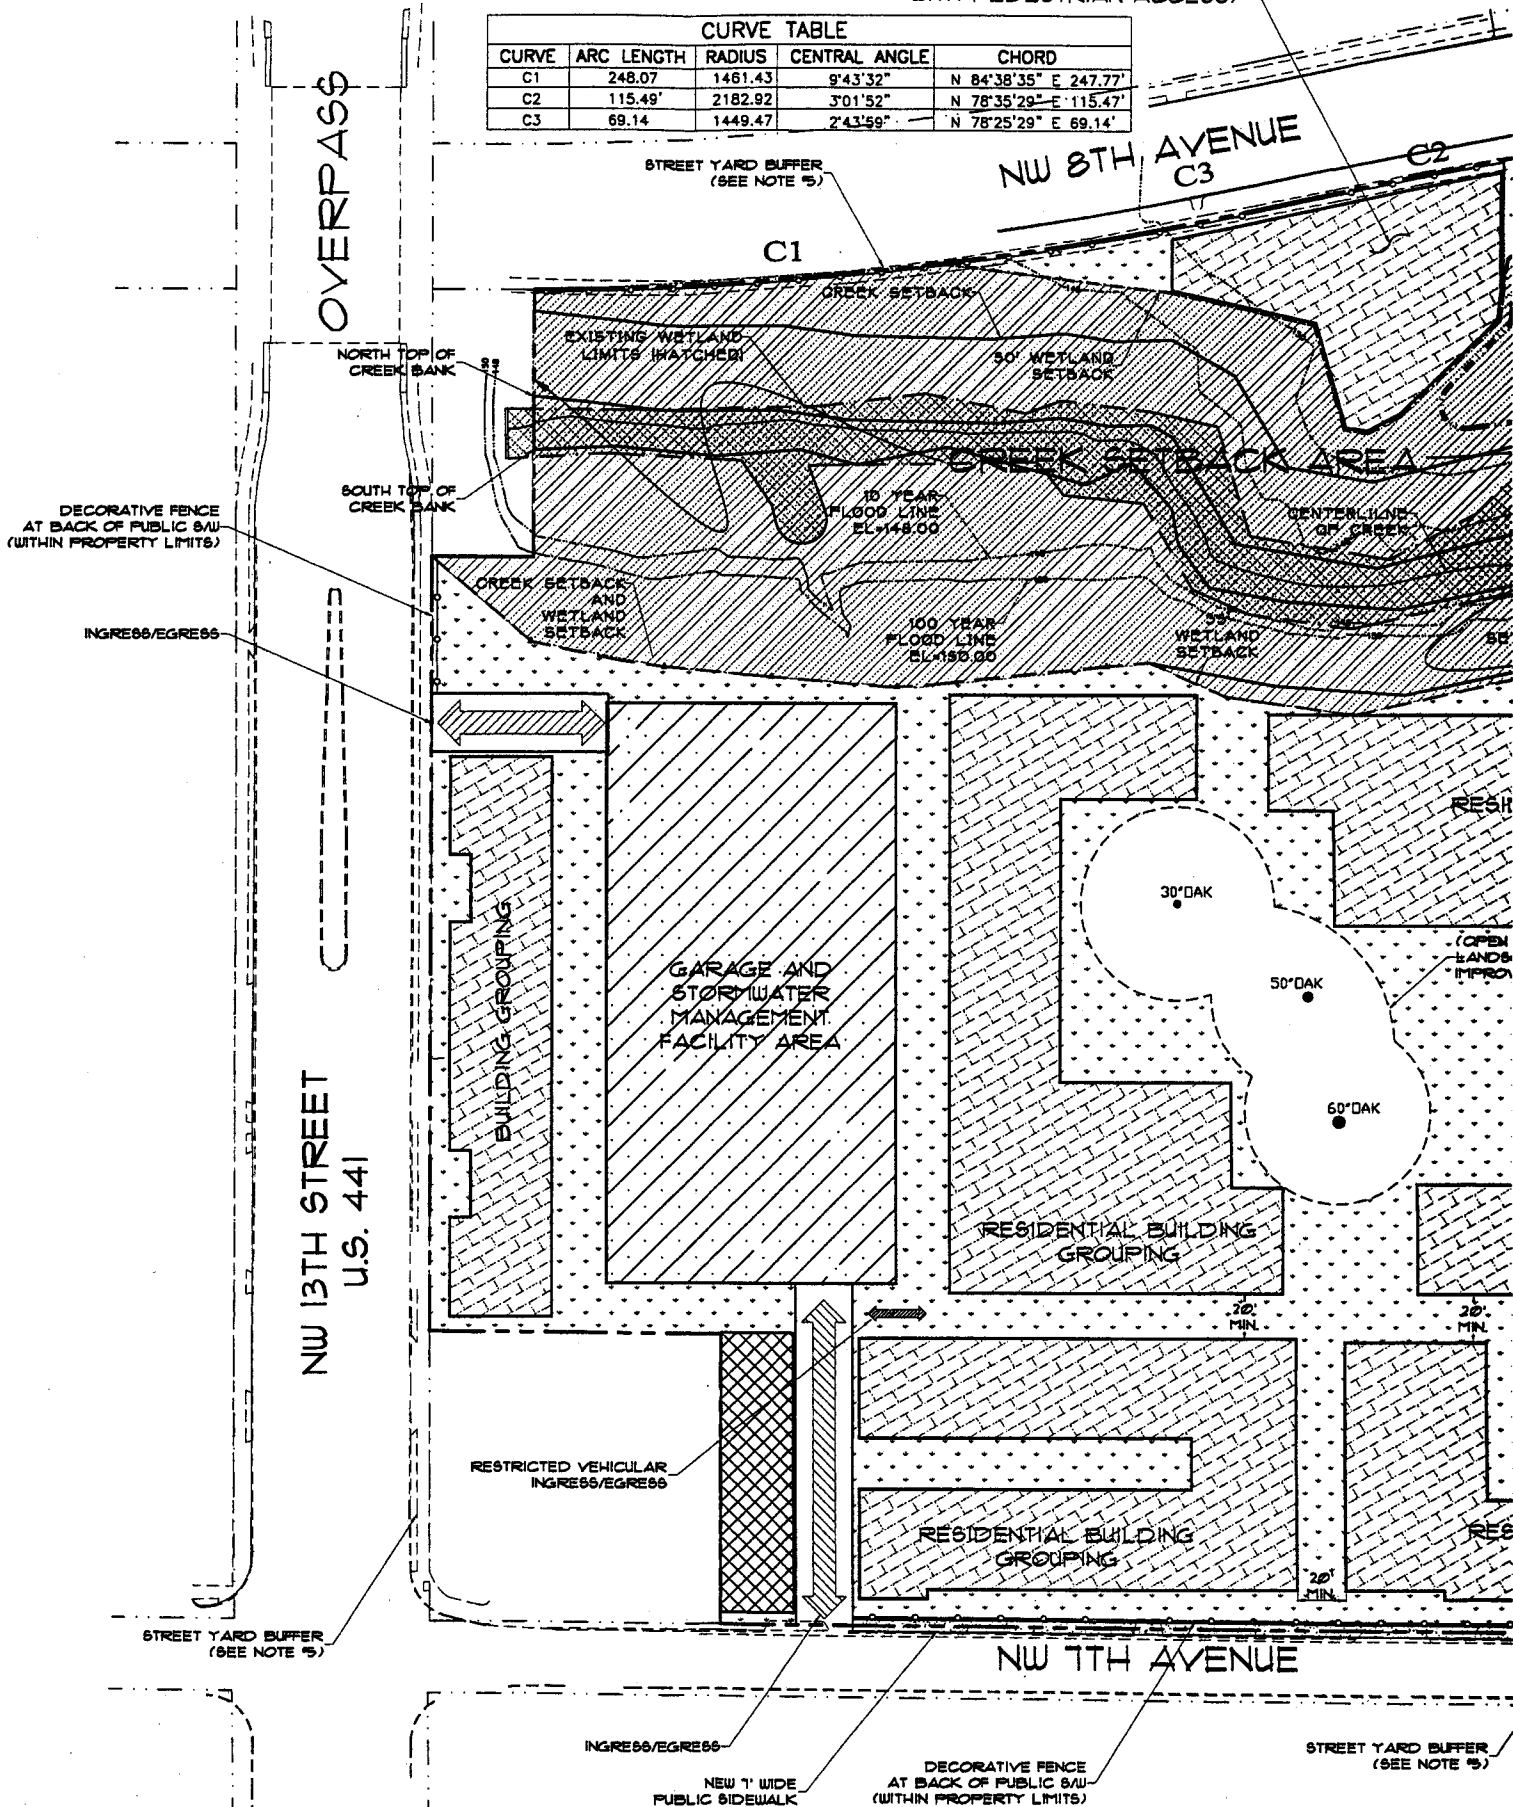 CURVE TABLE
CURVE ARC LENGTH RADIUS CENTRAL ANGLE CHORD
C1 248.07 1461.43 9°43'32" N 84°38'35" E 247.77'
C2 115.49' 2182.92 3°01'52" N 78°35'29" E 115.47'
C3 69.14 1449.47 2°43'59" N 78°25'29" E 69.14'
OVERPASS
STREET YARD BUFFER
(SEE NOTE #5)
NW 8TH AVENUE
C2
C3
C1
CREEK SETBACK
EXISTING WETLAND
LIMITS (HATCHED)
50' WETLAND
SETBACK
NORTH TOP OF
CREEK BANK
CREEK SETBACK AREA
SOUTH TOP OF
CREEK BANK
10 YEAR
FLOOD LINE
EL=148.00
CENTERLILNE
OF CREEK
DECORATIVE FENCE
AT BACK OF PUBLIC S/W
(WITHIN PROPERTY LIMITS)
CREEK SETBACK
AND
WETLAND
SETBACK
INGRESS/EGRESS
100 YEAR
FLOOD LINE
EL=150.00
35'
WETLAND
SETBACK
SE
RESI
30"OAK
BUILDING GROUPING
GARAGE AND
STORMWATER
MANAGEMENT
FACILITY AREA
(OPEN
LANDS
IMPROV
50"OAK
60"OAK
NW 13TH STREET
U.S. 441
RESIDENTIAL BUILDING
GROUPING
20'
MIN.
20'
MIN.
RESTRICTED VEHICULAR
INGRESS/EGRESS
RESIDENTIAL BUILDING
GROUPING
RES
20'
MIN.
STREET YARD BUFFER
(SEE NOTE #5)
NW 7TH AVENUE
INGRESS/EGRESS
STREET YARD BUFFER
(SEE NOTE #5)
NEW 7' WIDE
PUBLIC SIDEWALK
DECORATIVE FENCE
AT BACK OF PUBLIC S/W
(WITHIN PROPERTY LIMITS)